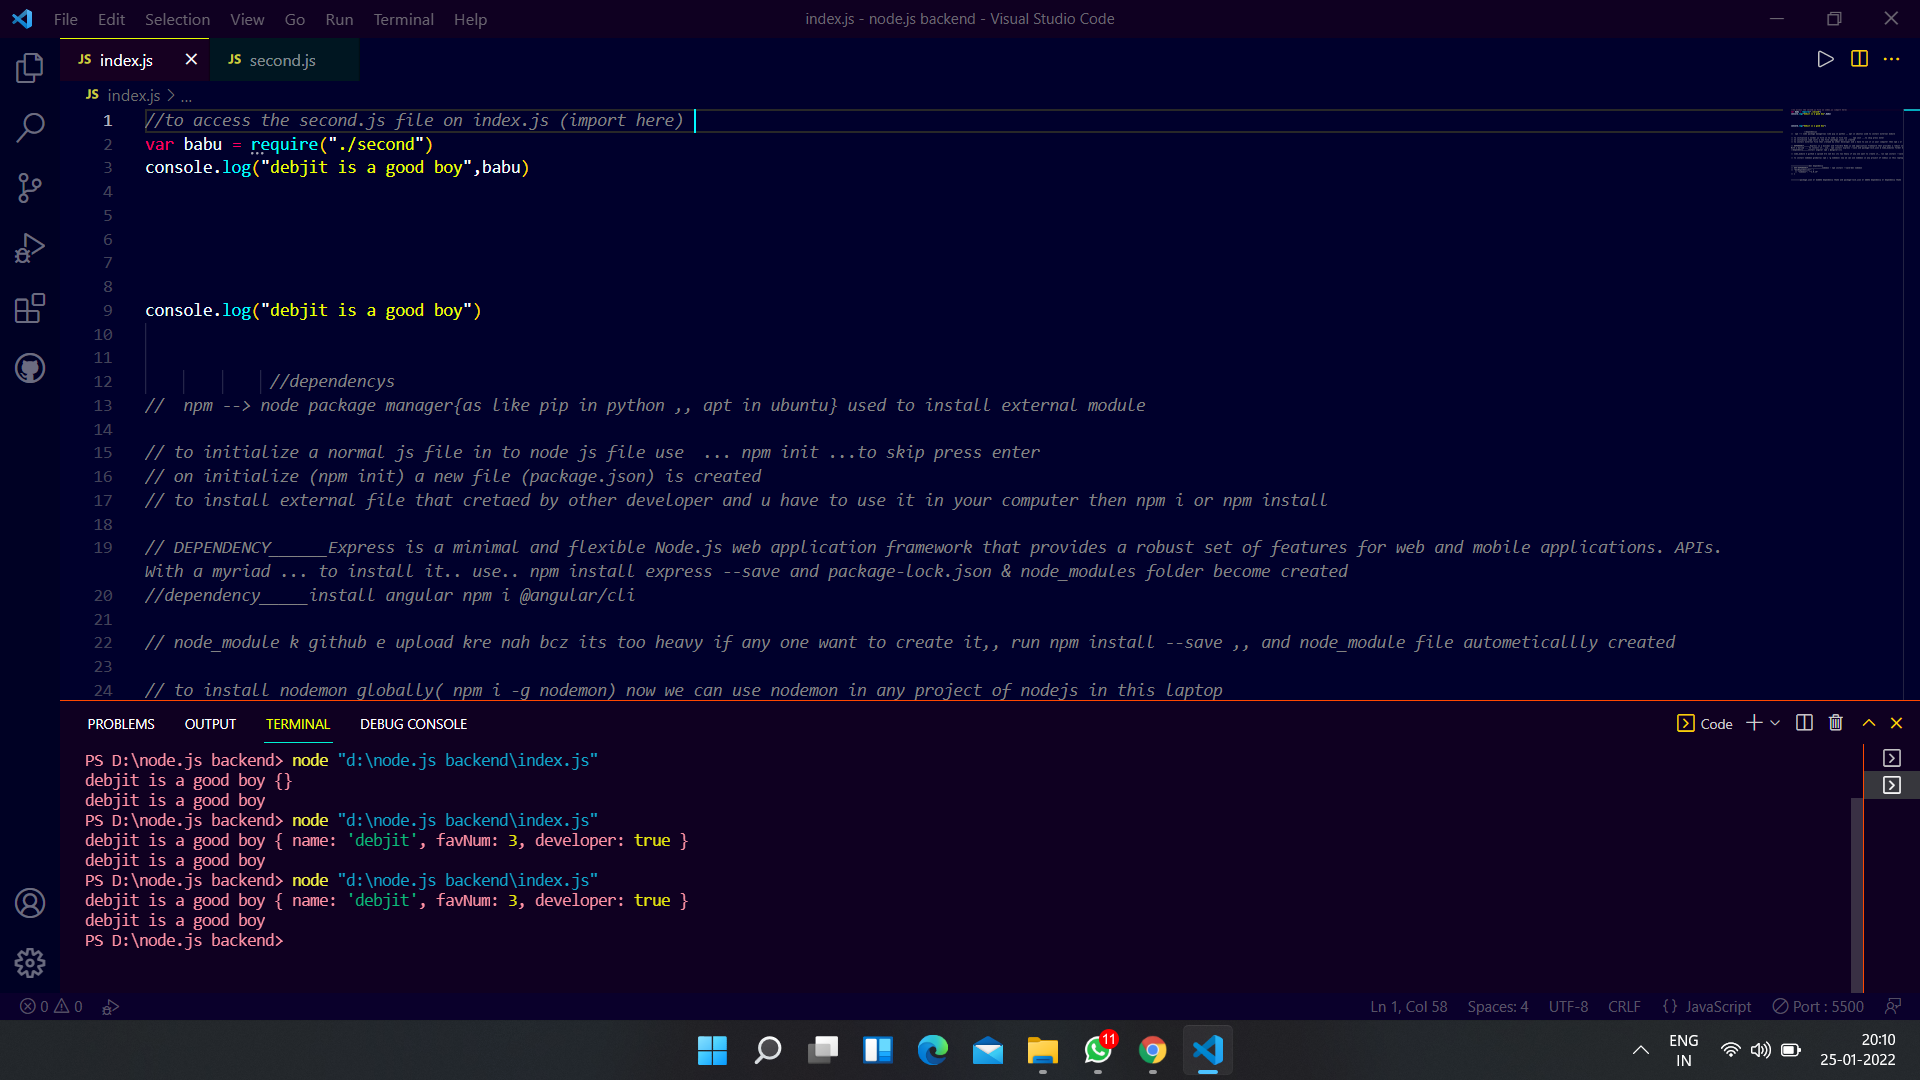 File Edit Selection View Go Run Terminal Help
index.js - node.js backend - Visual Studio Code
JS index.js
JS second.js
JS index.js > ...
1 //to access the second.js file on index.js (import here)
2 var babu = require("./second")
3 console.log("debjit is a good boy",babu)
4
5
6
7
8
9 console.log("debjit is a good boy")
10
11
12 //dependencys
13 //  npm --> node package manager{as like pip in python ,, apt in ubuntu} used to install external module
14
15 // to initialize a normal js file in to node js file use  ... npm init ...to skip press enter
16 // on initialize (npm init) a new file (package.json) is created
17 // to install external file that cretaed by other developer and u have to use it in your computer then npm i or npm install
18
19 // DEPENDENCY______Express is a minimal and flexible Node.js web application framework that provides a robust set of features for web and mobile applications. APIs.
With a myriad ... to install it.. use.. npm install express --save and package-lock.json & node_modules folder become created
20 //dependency_____install angular npm i @angular/cli
21
22 // node_module k github e upload kre nah bcz its too heavy if any one want to create it,, run npm install --save ,, and node_module file autometicallly created
23
24 // to install nodemon globally( npm i -g nodemon) now we can use nodemon in any project of nodejs in this laptop
PROBLEMS OUTPUT TERMINAL DEBUG CONSOLE
Code
PS D:\node.js backend> node "d:\node.js backend\index.js"
debjit is a good boy {}
debjit is a good boy
PS D:\node.js backend> node "d:\node.js backend\index.js"
debjit is a good boy { name: 'debjit', favNum: 3, developer: true }
debjit is a good boy
PS D:\node.js backend> node "d:\node.js backend\index.js"
debjit is a good boy { name: 'debjit', favNum: 3, developer: true }
debjit is a good boy
PS D:\node.js backend>
0 0
Ln 1, Col 58 Spaces: 4 UTF-8 CRLF {} JavaScript Port : 5500
11
ENG
IN
20:10
25-01-2022